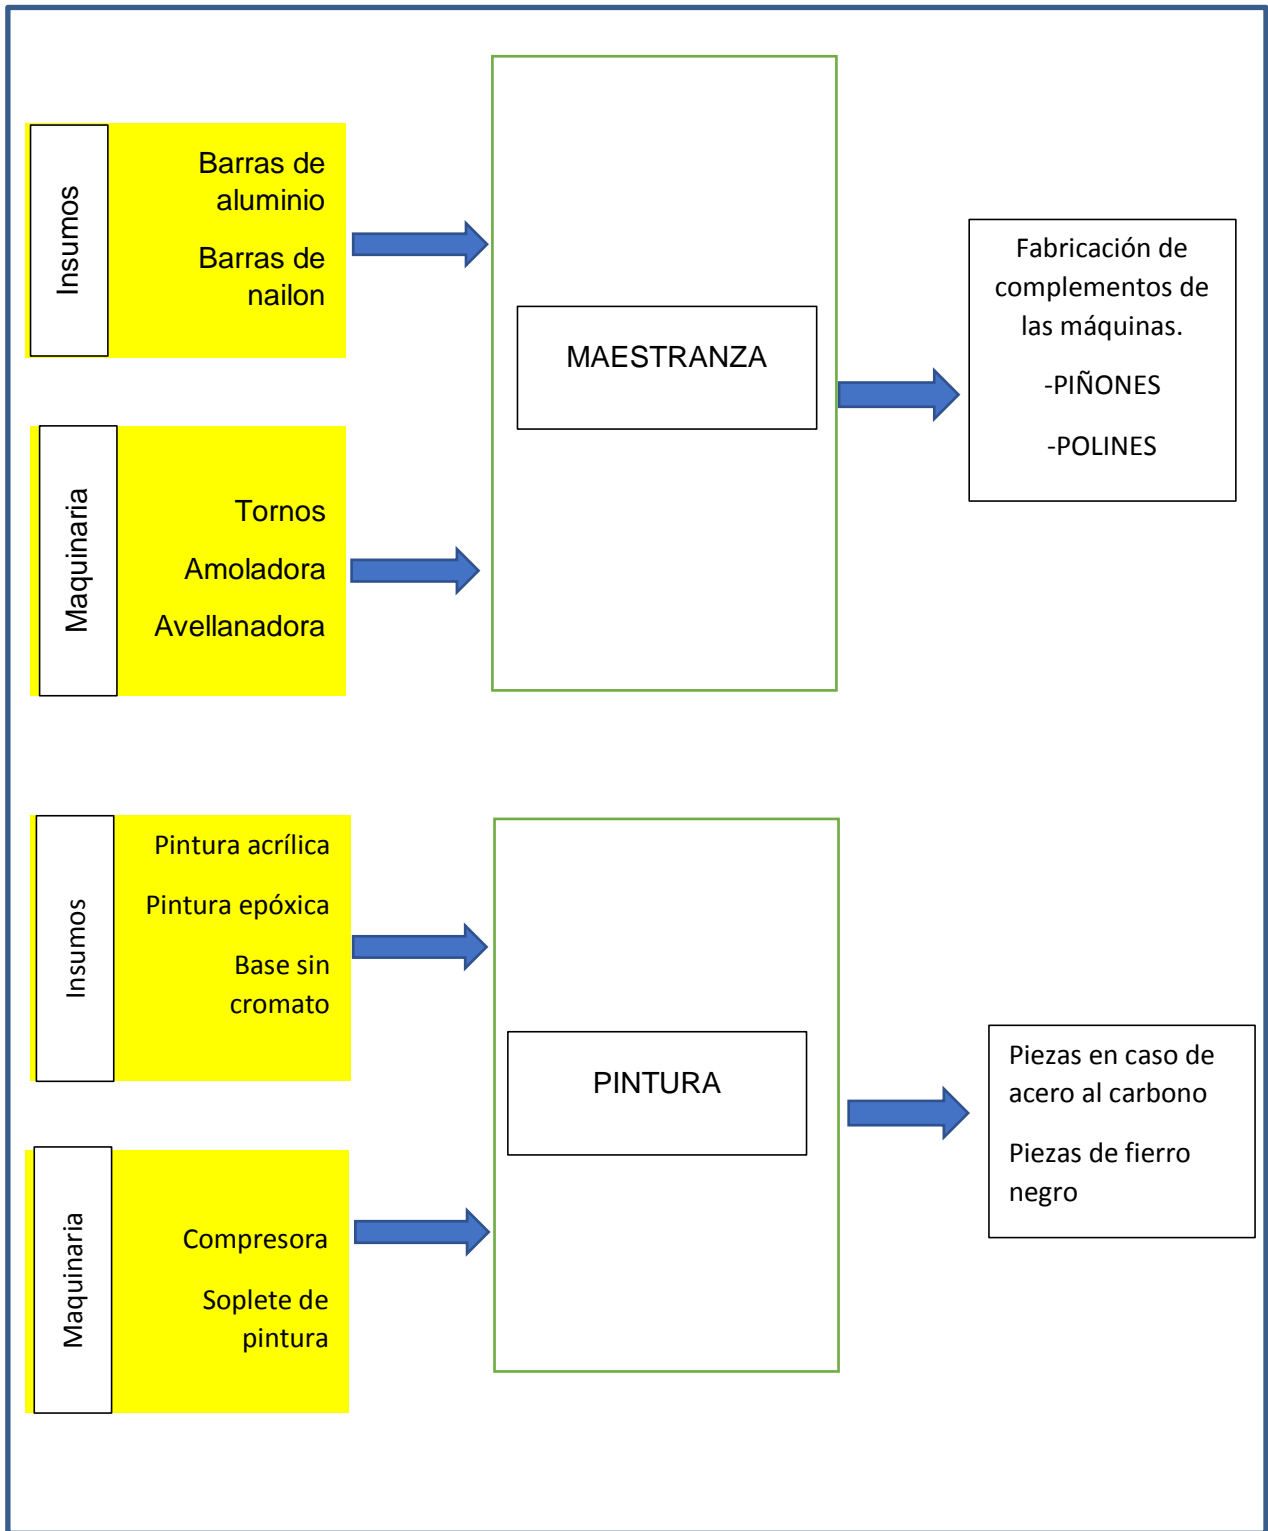 Insumos
Barras de
aluminio
Barras de
nailon
Maquinaria
Tornos
Amoladora
Avellanadora
MAESTRANZA
Fabricación de
complementos de
las máquinas.
-PIÑONES
-POLINES
Insumos
Pintura acrílica
Pintura epóxica
Base sin
cromato
Maquinaria
Compresora
Soplete de
pintura
PINTURA
Piezas en caso de
acero al carbono
Piezas de fierro
negro